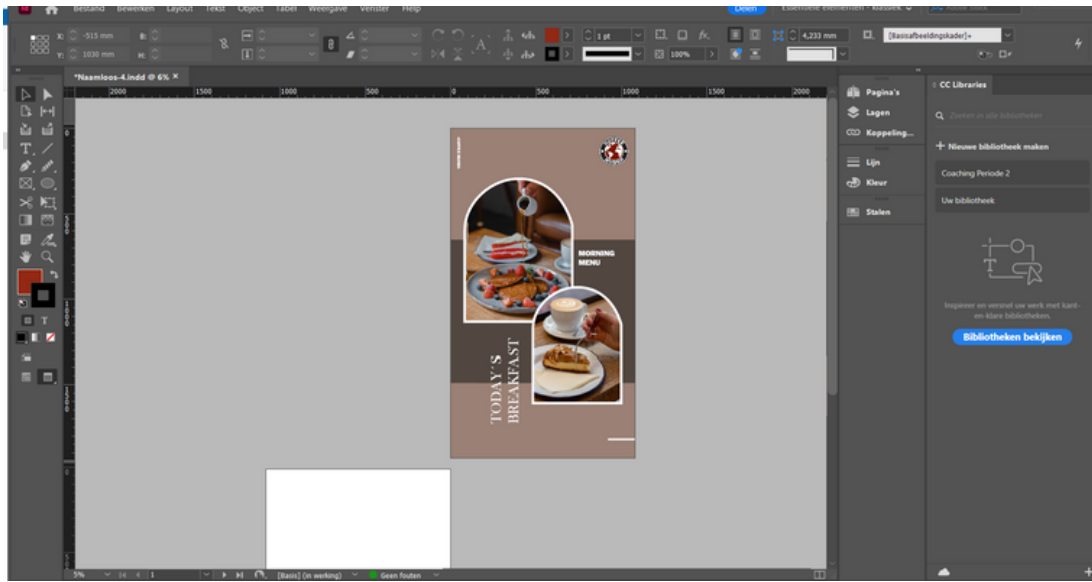 Bestand Bewerken Layout Tekst Object Tabel Weergave Venster Help
Delen
Essentiële elementen - klassiek
Adobe Stock
X: -515 mm
B:
1 pt
4,233 mm
[Basisafbeeldingskader]+
Y: 1030 mm
H:
100%
*Naamloos-4.indd @ 6% ×
2000 1500 1000 500 0 500 1000 1500 2000
MORNING
MENU
TODAY'S
BREAKFAST
Pagina's
Lagen
Koppeling...
Lijn
Kleur
Stalen
CC Libraries
Zoeken in alle bibliotheken
+ Nieuwe bibliotheek maken
Coaching Periode 2
Uw bibliotheek
Inspireer en versnel uw werk met kant-
en-klare bibliotheken.
Bibliotheken bekijken
5%
1
[Basis] (in werking)
Geen fouten